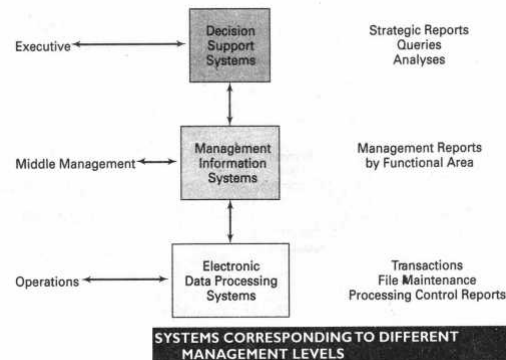 Executive
Decision
Support
Systems
Strategic Reports
Queries
Analyses
Middle Management
Management
Information
Systems
Management Reports
by Functional Area
Operations
Electronic
Data Processing
Systems
Transactions
File Maintenance
Processing Control Reports
SYSTEMS CORRESPONDING TO DIFFERENT
MANAGEMENT LEVELS